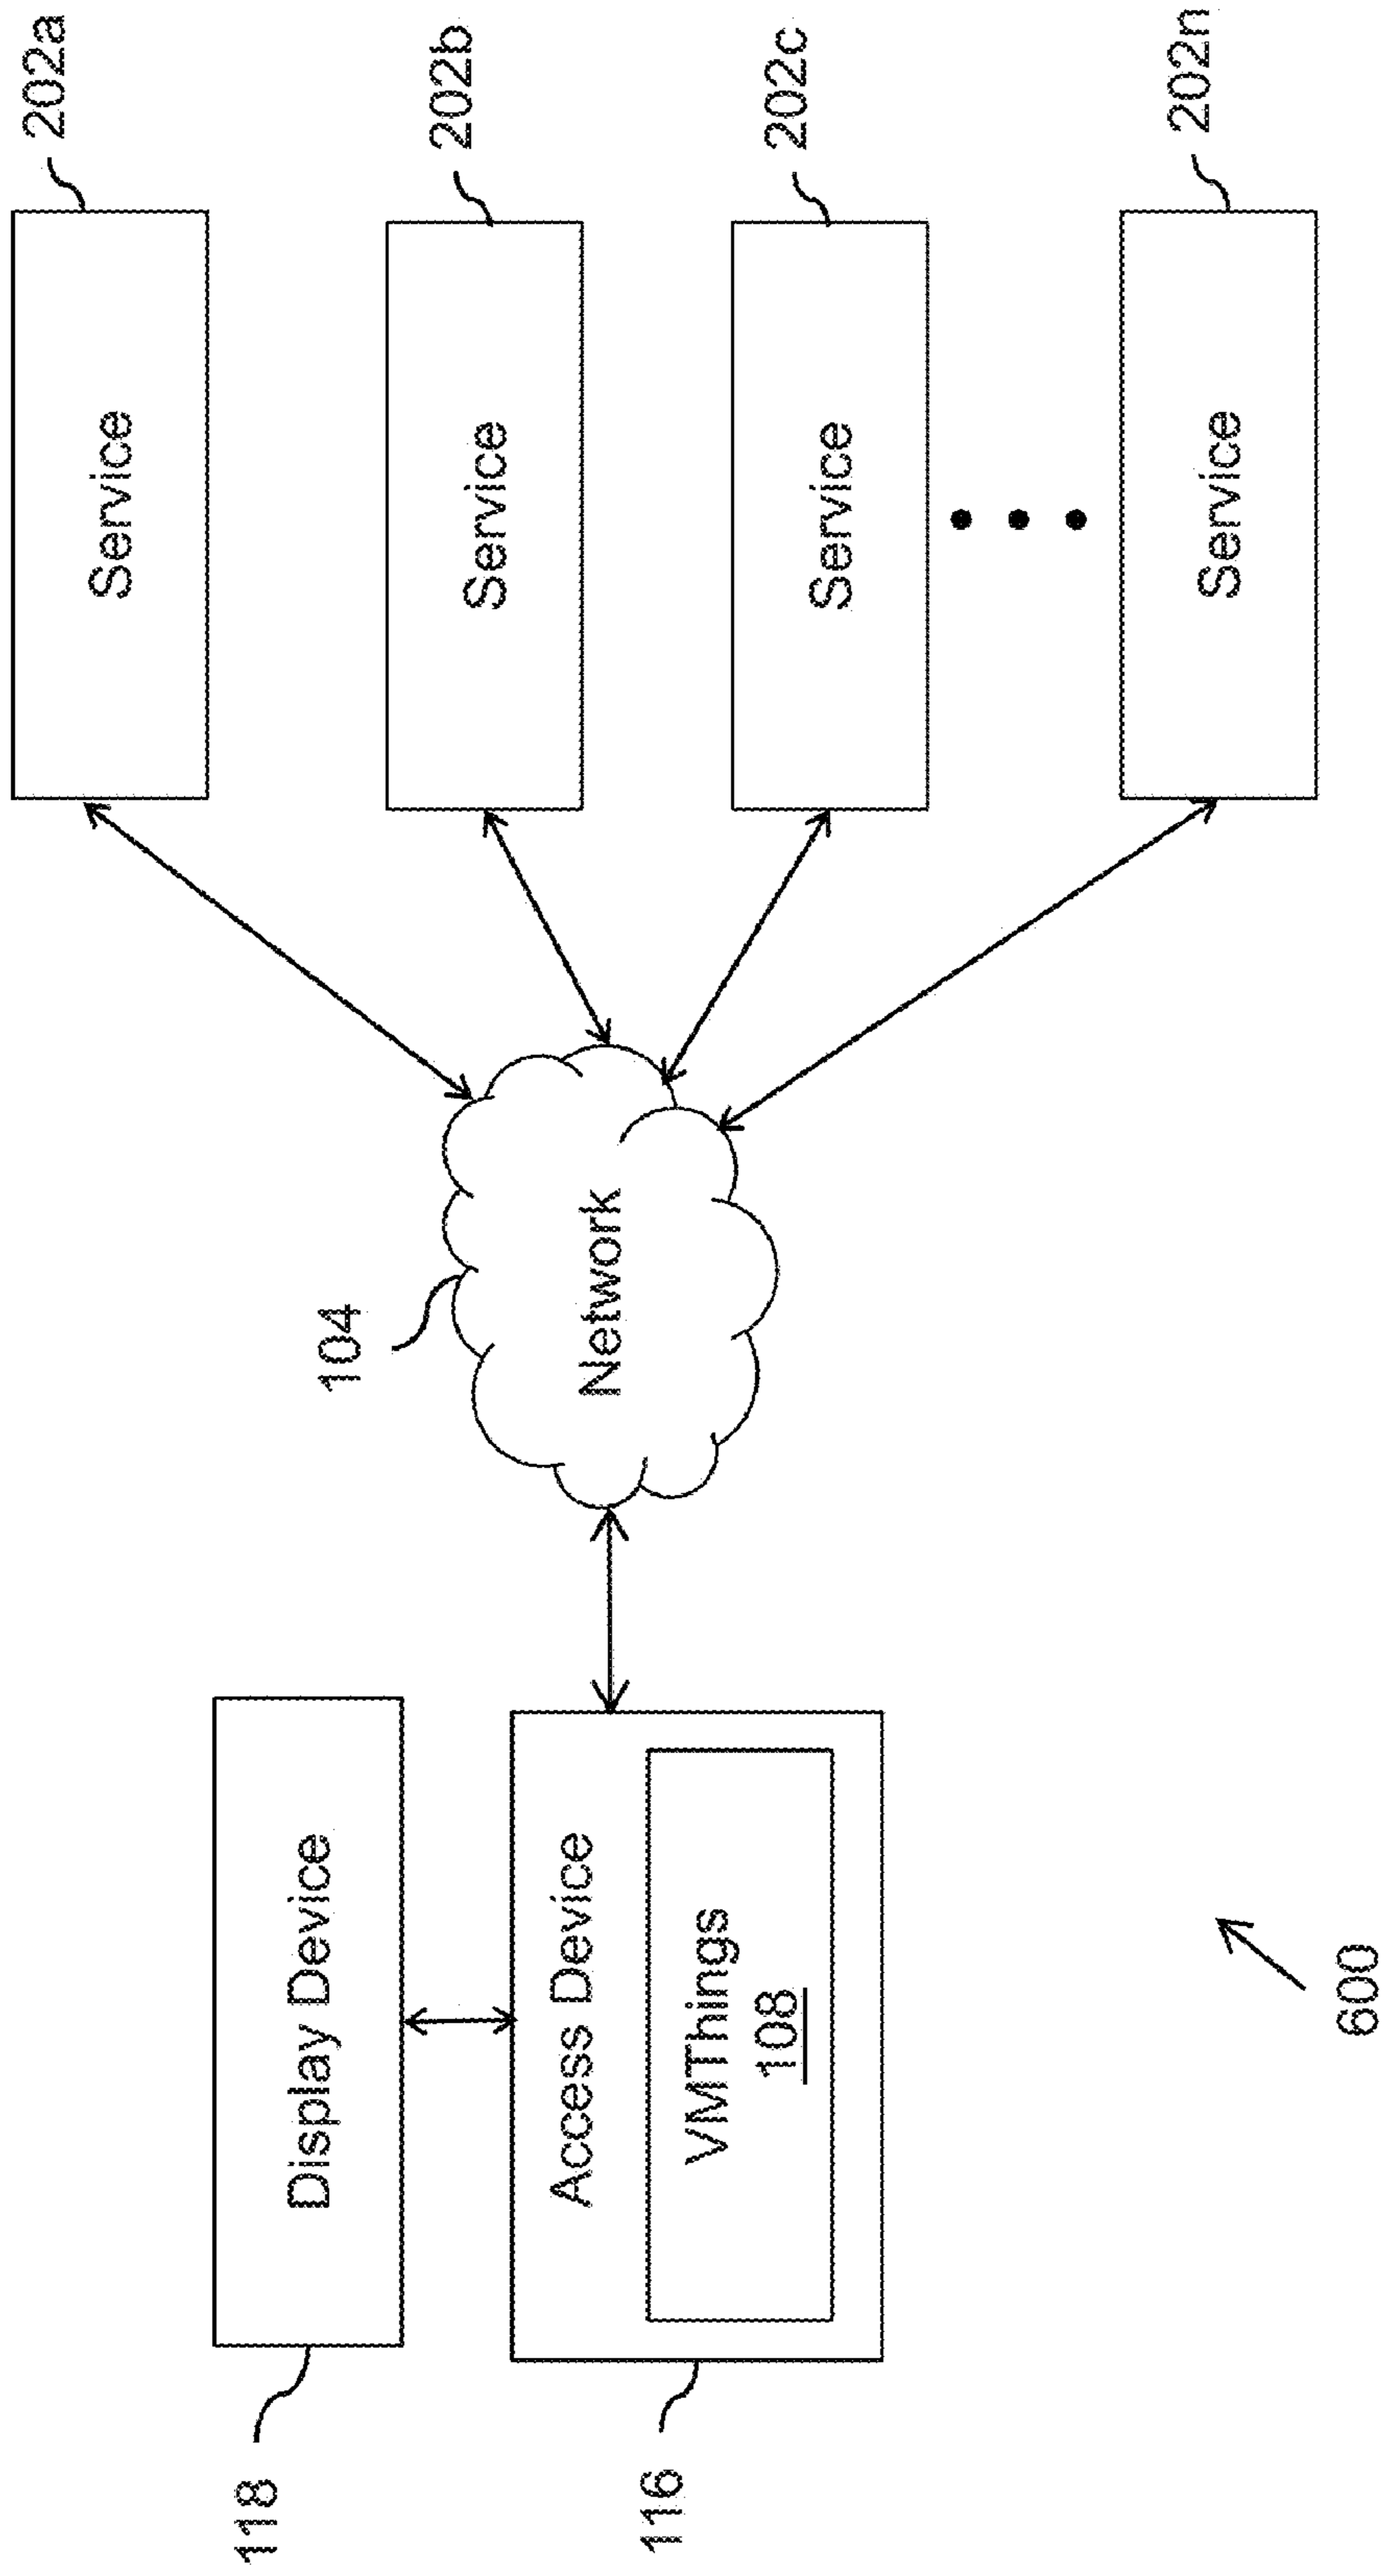 202a
Service
202b
Service
202c
Service
202n
Service
104
Network
118
Display Device
116
Access Device
VMThings
108
600